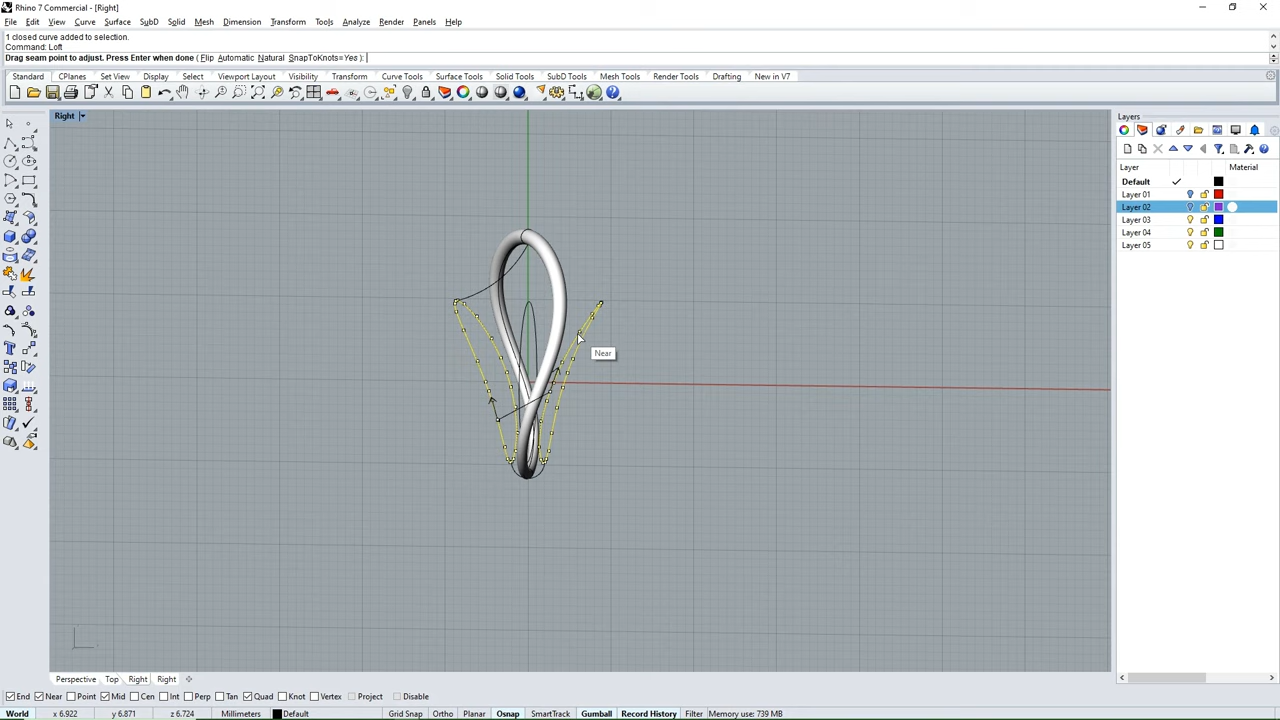 Rhino 7 Commercial - [Right]
File Edit View Curve Surface SubD Solid Mesh Dimension Transform Tools Analyze Render Panels Help
1 closed curve added to selection.
Command: Loft
Drag seam point to adjust. Press Enter when done ( Flip Automatic Natural SnapToKnots=Yes ):
Standard CPlanes Set View Display Select Viewport Layout Visibility Transform Curve Tools Surface Tools Solid Tools SubD Tools Mesh Tools Render Tools Drafting New in V7
Right
Layers
Layer Material
Default
Layer 01
Layer 02
Layer 03
Layer 04
Layer 05
Near
Perspective Top Right Right
End Near Point Mid Cen Int Perp Tan Quad Knot Vertex Project Disable
World x 6.922 y 6.871 z 6.724 Millimeters Default Grid Snap Ortho Planar Osnap SmartTrack Gumball Record History Filter Memory use: 739 MB